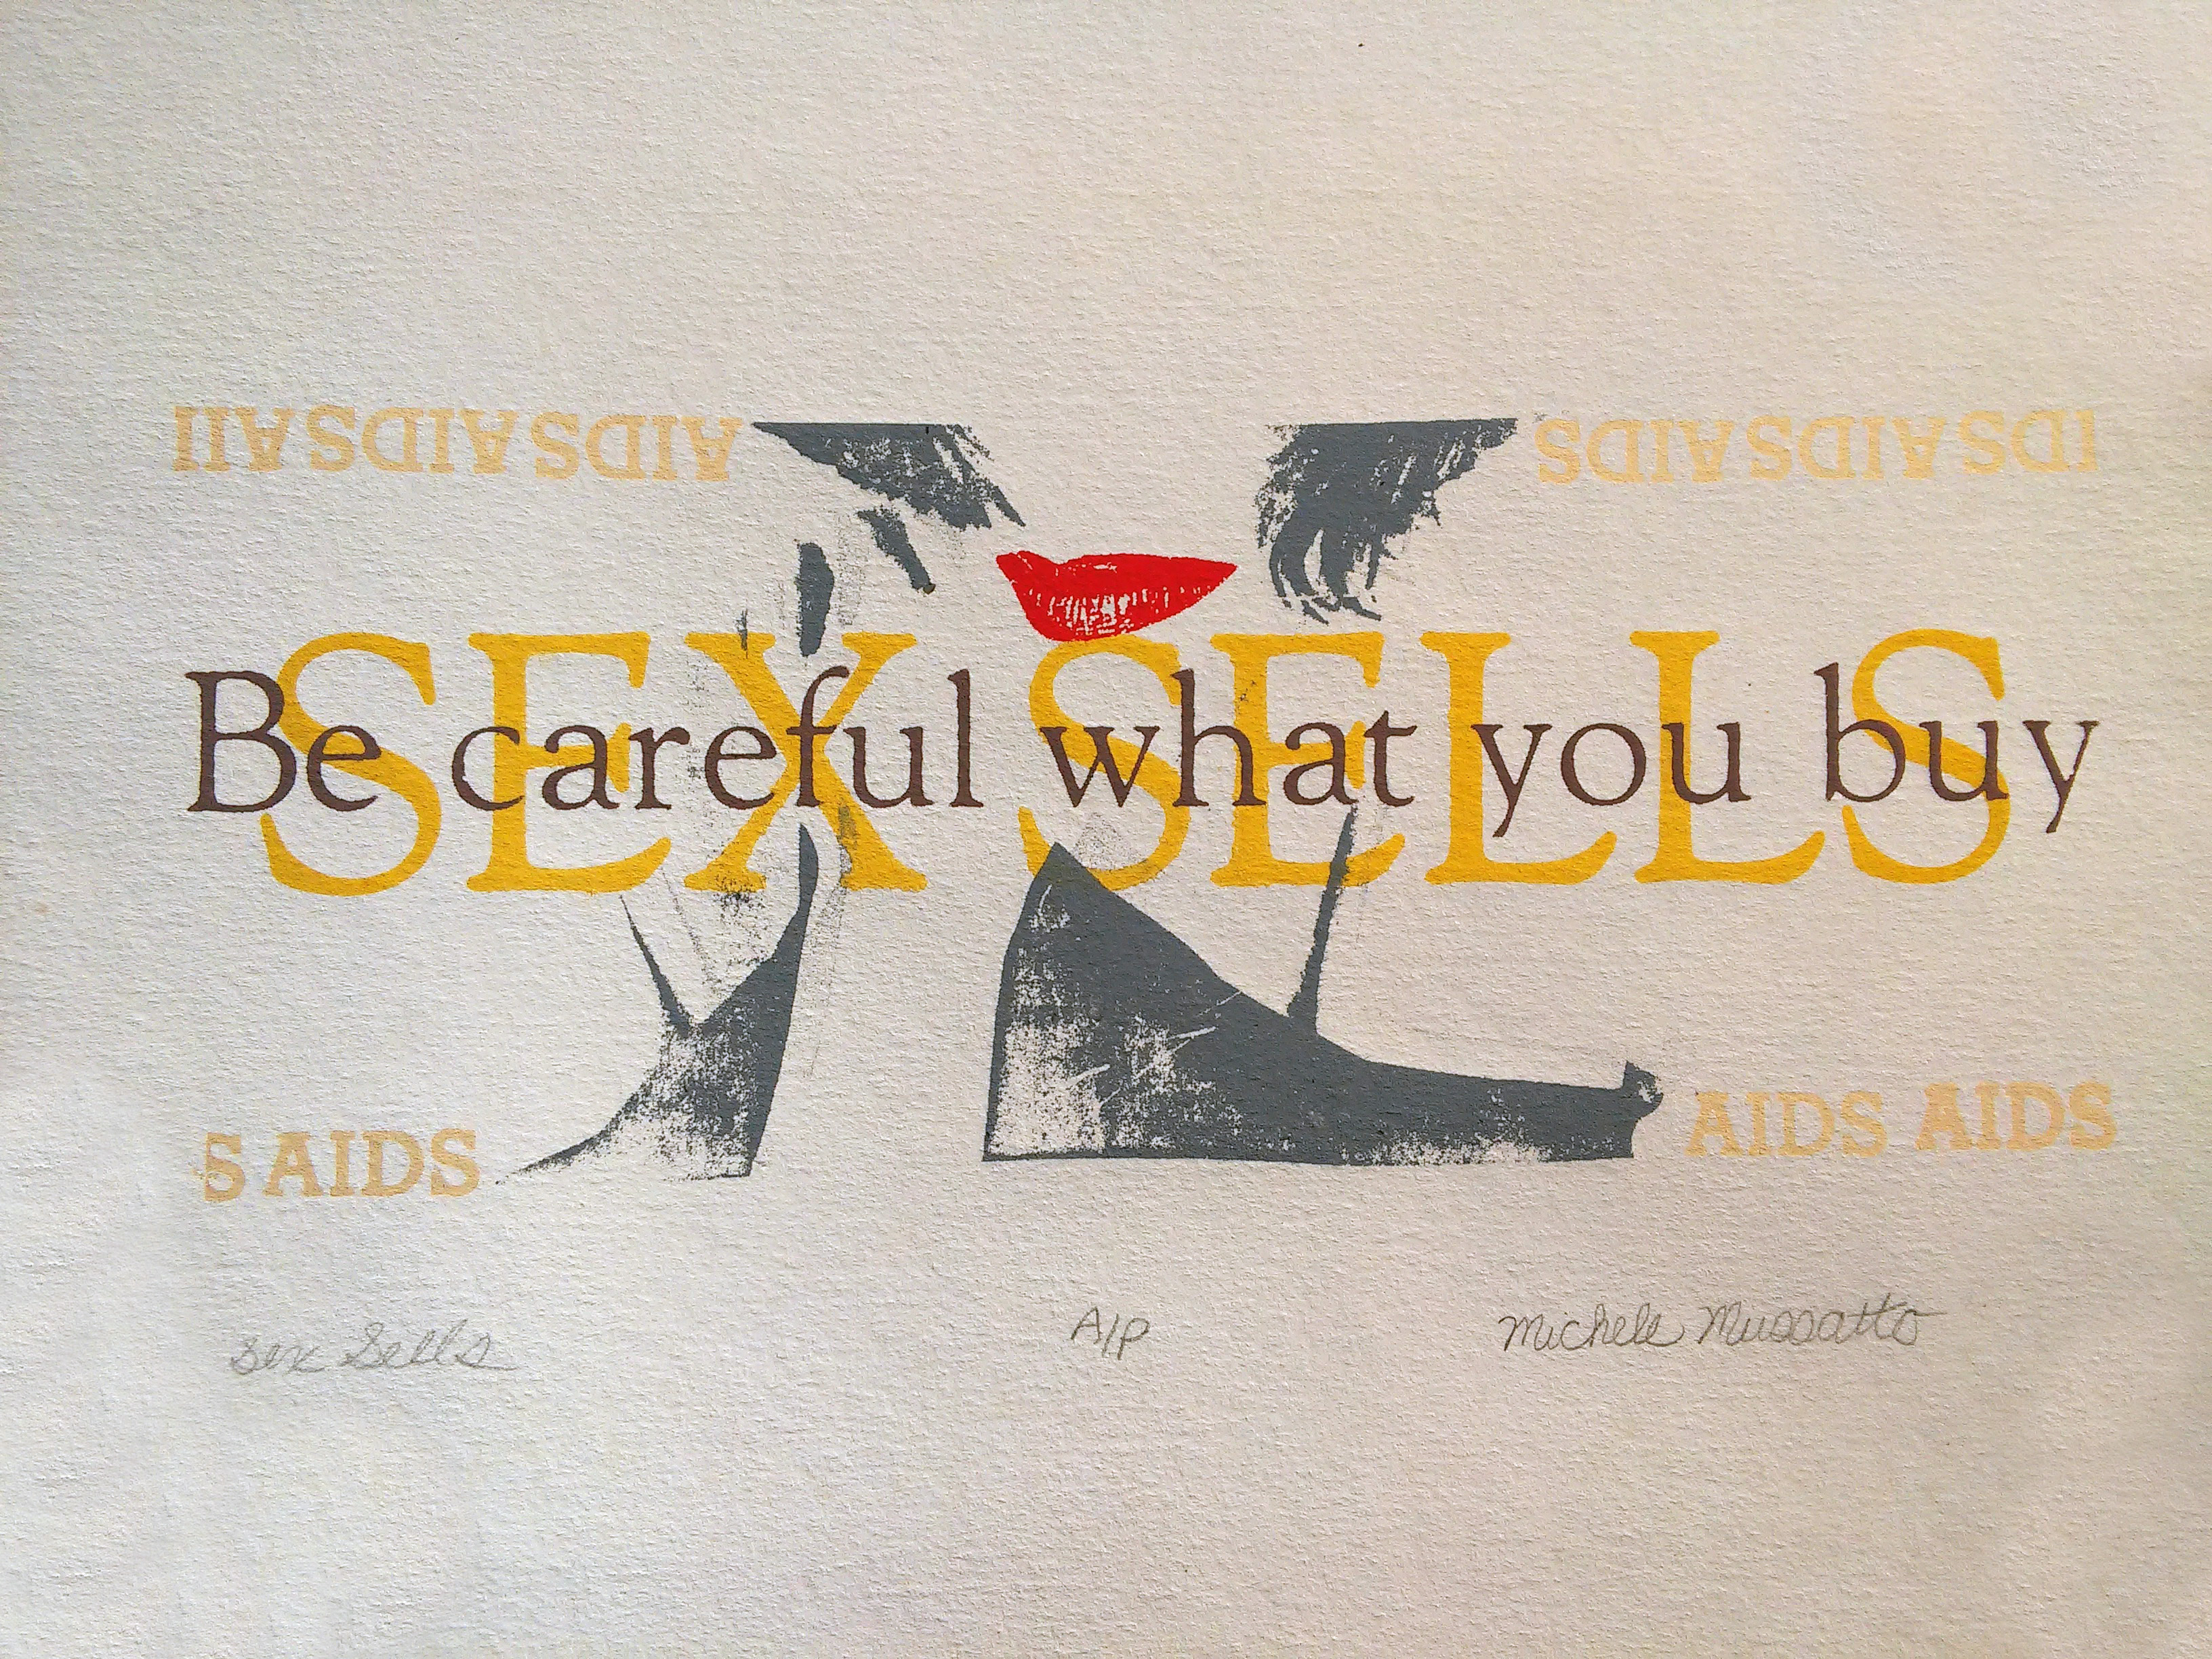 AIDS AIDS AII
IDS AIDS AIDS
SEX SELLS
Be careful what you buy
S AIDS
AIDS AIDS
Sex Sells
A/P
Michele Mussatto